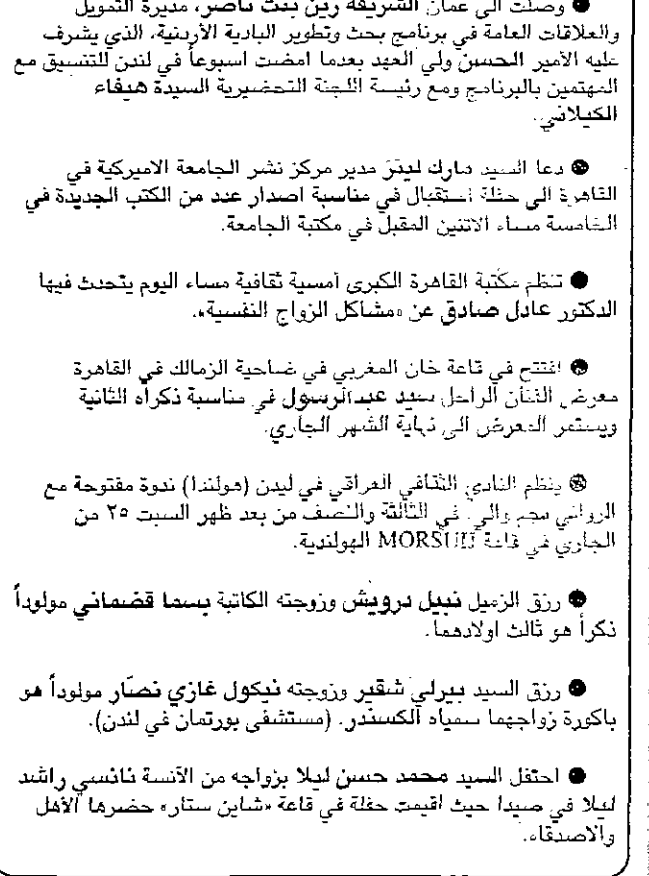 ● وصلت الى عمان الشريفة زين بنت ناصر، مديرة التمويل
والعلاقات العامة في برنامج بحث وتطوير البادية الأردنية، الذي يشرف
عليه الأمير الحسن ولي العهد بعدما امضت اسبوعاً في لندن للتنسيق مع
المهتمين بالبرنامج ومع رئيسة اللجنة التحضيرية السيدة هيفاء
الكيلاني.
● دعا السيد مارك لينز مدير مركز نشر الجامعة الاميركية في
القاهرة الى حفلة استقبال في مناسبة اصدار عدد من الكتب الجديدة في
الخامسة مساء الاثنين المقبل في مكتبة الجامعة.
● تنظم مكتبة القاهرة الكبرى أمسية ثقافية مساء اليوم يتحدث فيها
الدكتور عادل صادق عن «مشاكل الزواج النفسية».
● افتتح في قاعة خان المغربي في ضاحية الزمالك في القاهرة
معرض الفنان الراحل سيد عبدالرسول في مناسبة ذكراه الثانية
ويستمر المعرض الى نهاية الشهر الجاري.
● ينظم النادي الثقافي العراقي في ليدن (هولندا) ندوة مفتوحة مع
الروائي نجم والي في الثالثة والنصف من بعد ظهر السبت ٢٥ من
الجاري في قاعة الهولندية.
● رزق الزميل نبيل درويش وزوجته الكاتبة بسما قضماني مولوداً
ذكراً هو ثالث اولادهما.
● رزق السيد بيرلي شقير وزوجته نيكول غازي نصّار مولوداً هو
باكورة زواجهما سمياه الكسندر. (مستشفى بورتمان في لندن).
● احتفل السيد محمد حسن ليلا بزواجه من الآنسة نانسي راشد
ليلا في صيدا حيث اقيمت حفلة في قاعة «شاين ستار» حضرها الأهل
والاصدقاء.